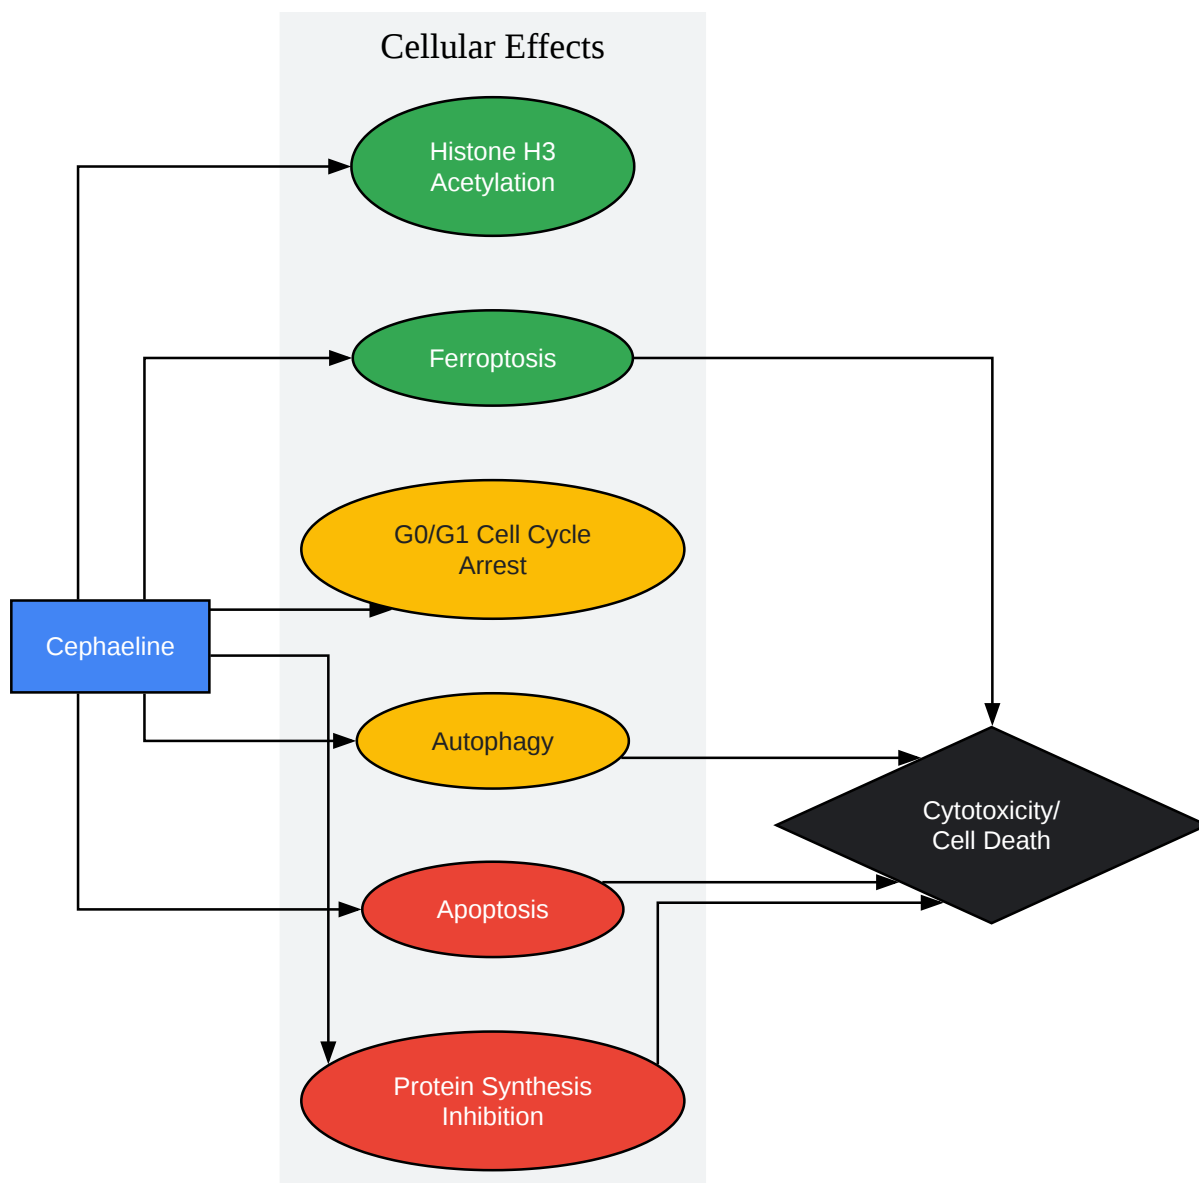 Cellular Effects
Histone H3
Acetylation
Ferroptosis
G0/G1 Cell Cycle
Arrest
Cephaeline
Autophagy
Cytotoxicity/
Cell Death
Apoptosis
Protein Synthesis
Inhibition